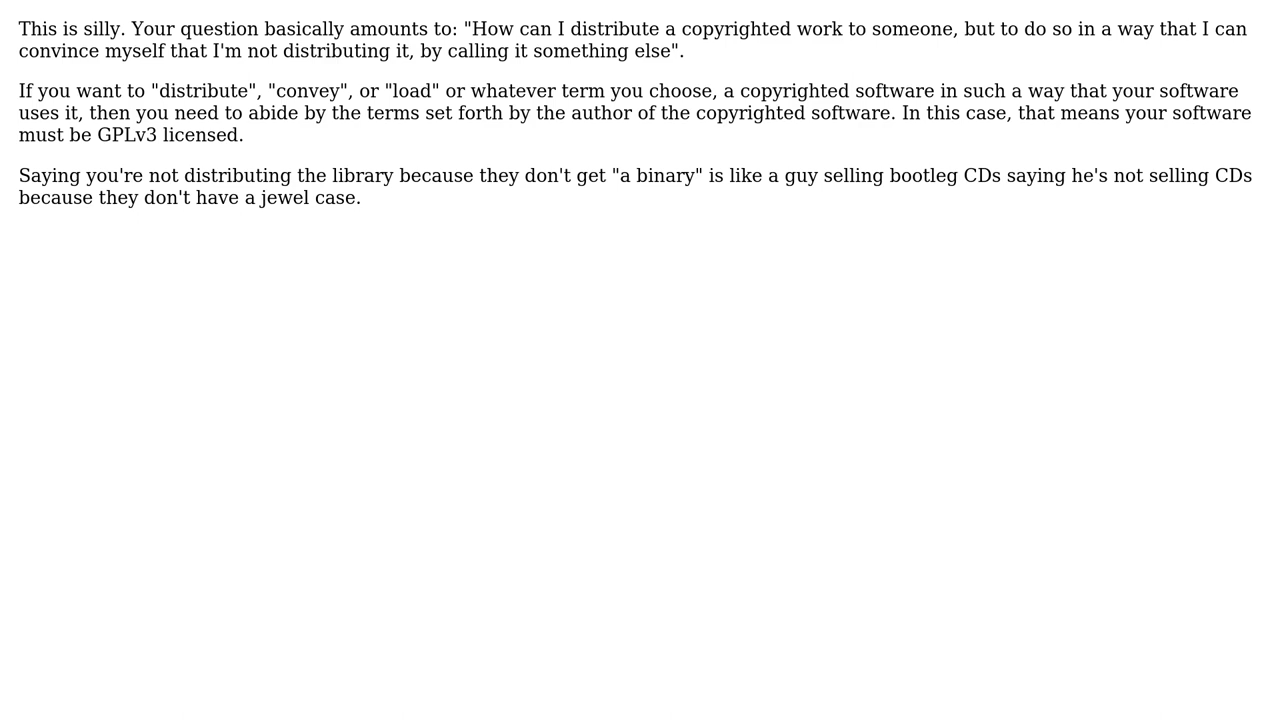 This is silly. Your question basically amounts to: "How can I distribute a copyrighted work to someone, but to do so in a way that I can
convince myself that I'm not distributing it, by calling it something else".
If you want to "distribute", "convey", or "load" or whatever term you choose, a copyrighted software in such a way that your software
uses it, then you need to abide by the terms set forth by the author of the copyrighted software. In this case, that means your software
must be GPLv3 licensed.
Saying you're not distributing the library because they don't get "a binary" is like a guy selling bootleg CDs saying he's not selling CDs
because they don't have a jewel case.